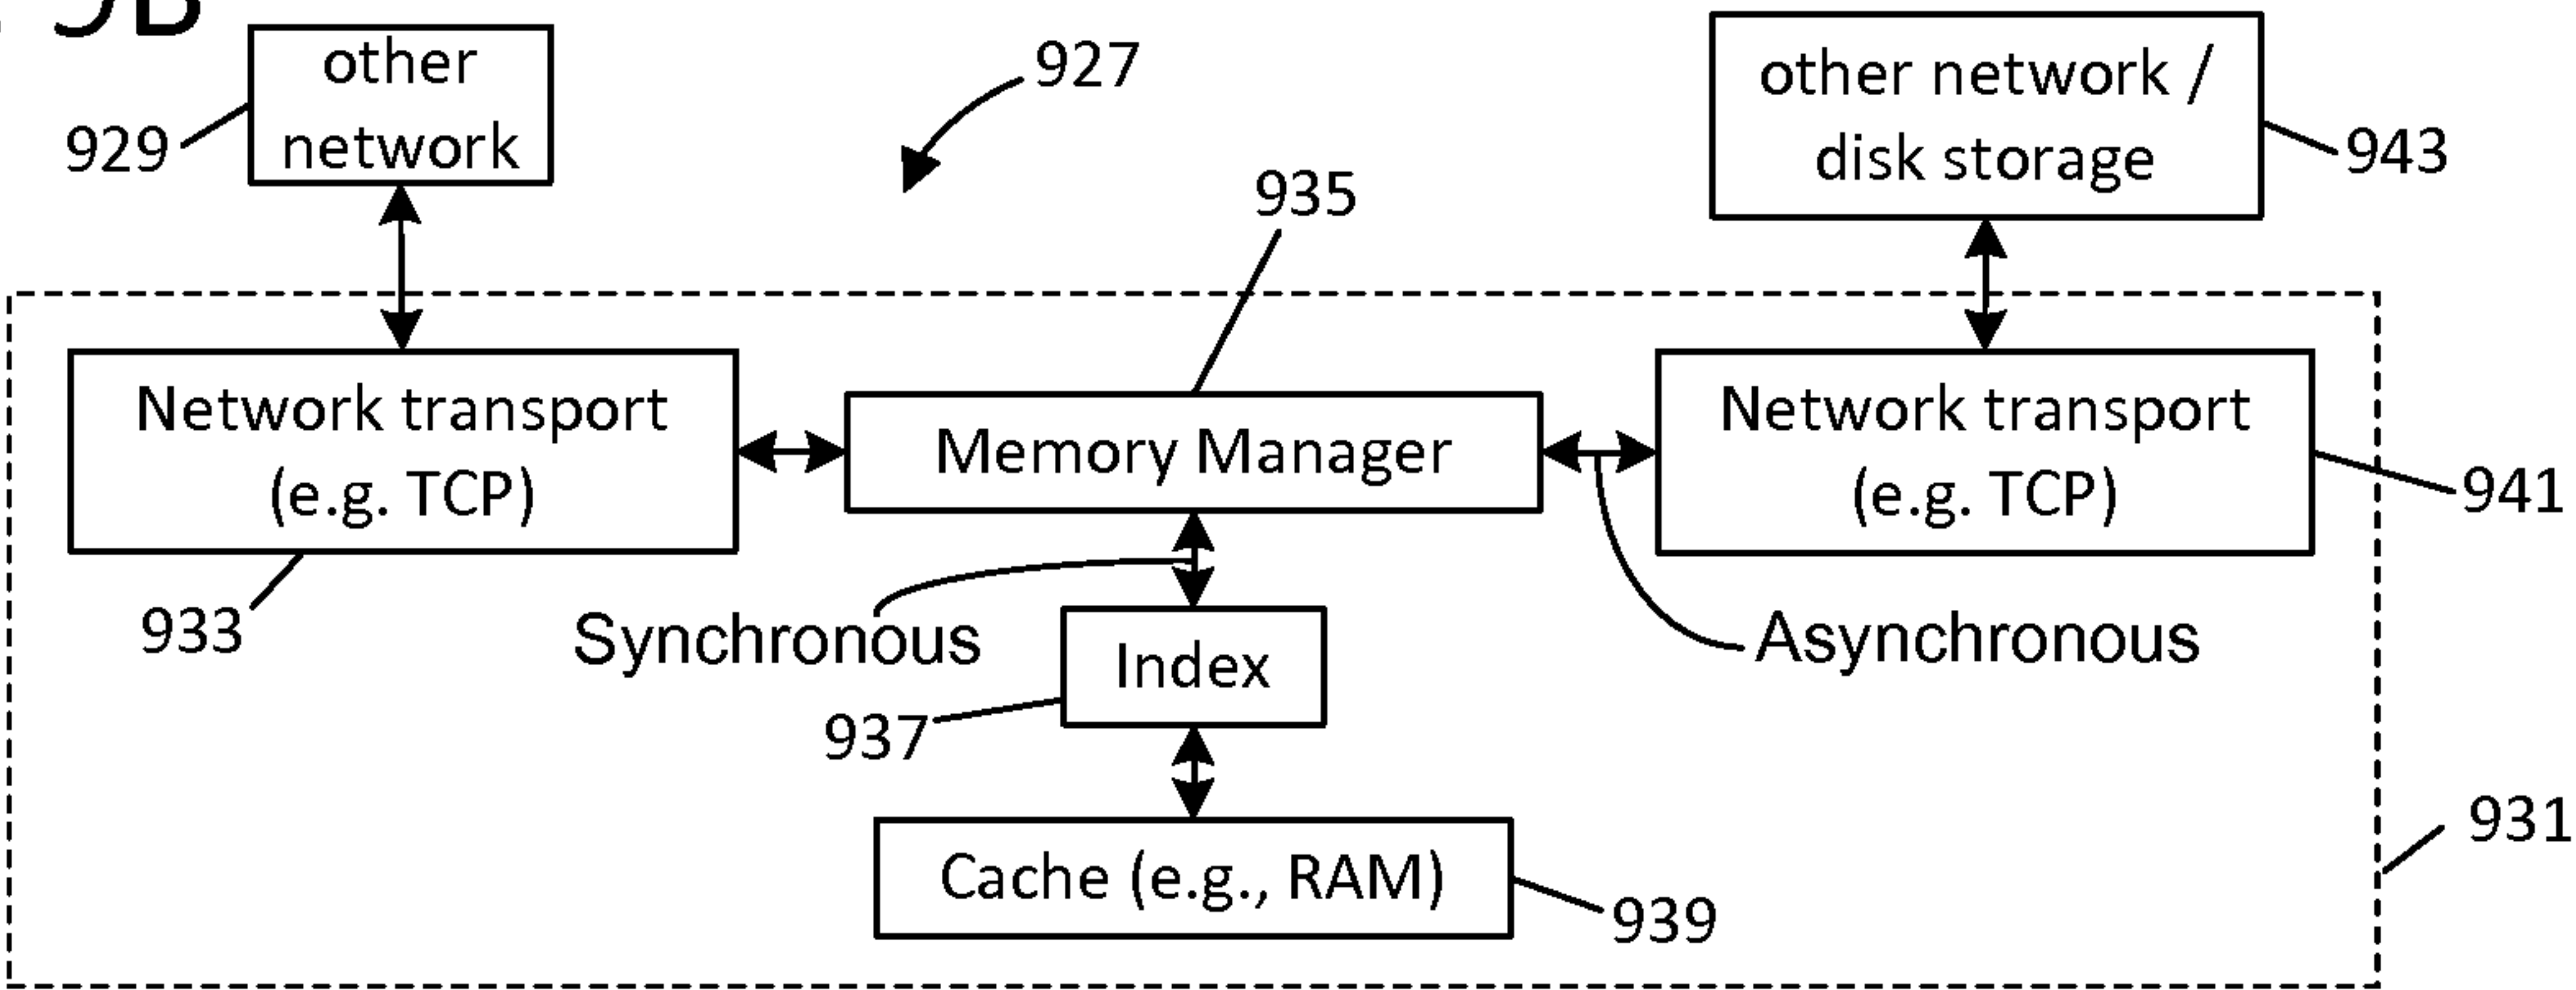 9B
other
network
929
927
other network /
disk storage
943
935
Network transport
(e.g. TCP)
933
Memory Manager
Network transport
(e.g. TCP)
941
Synchronous
Asynchronous
Index
937
Cache (e.g., RAM)
939
931